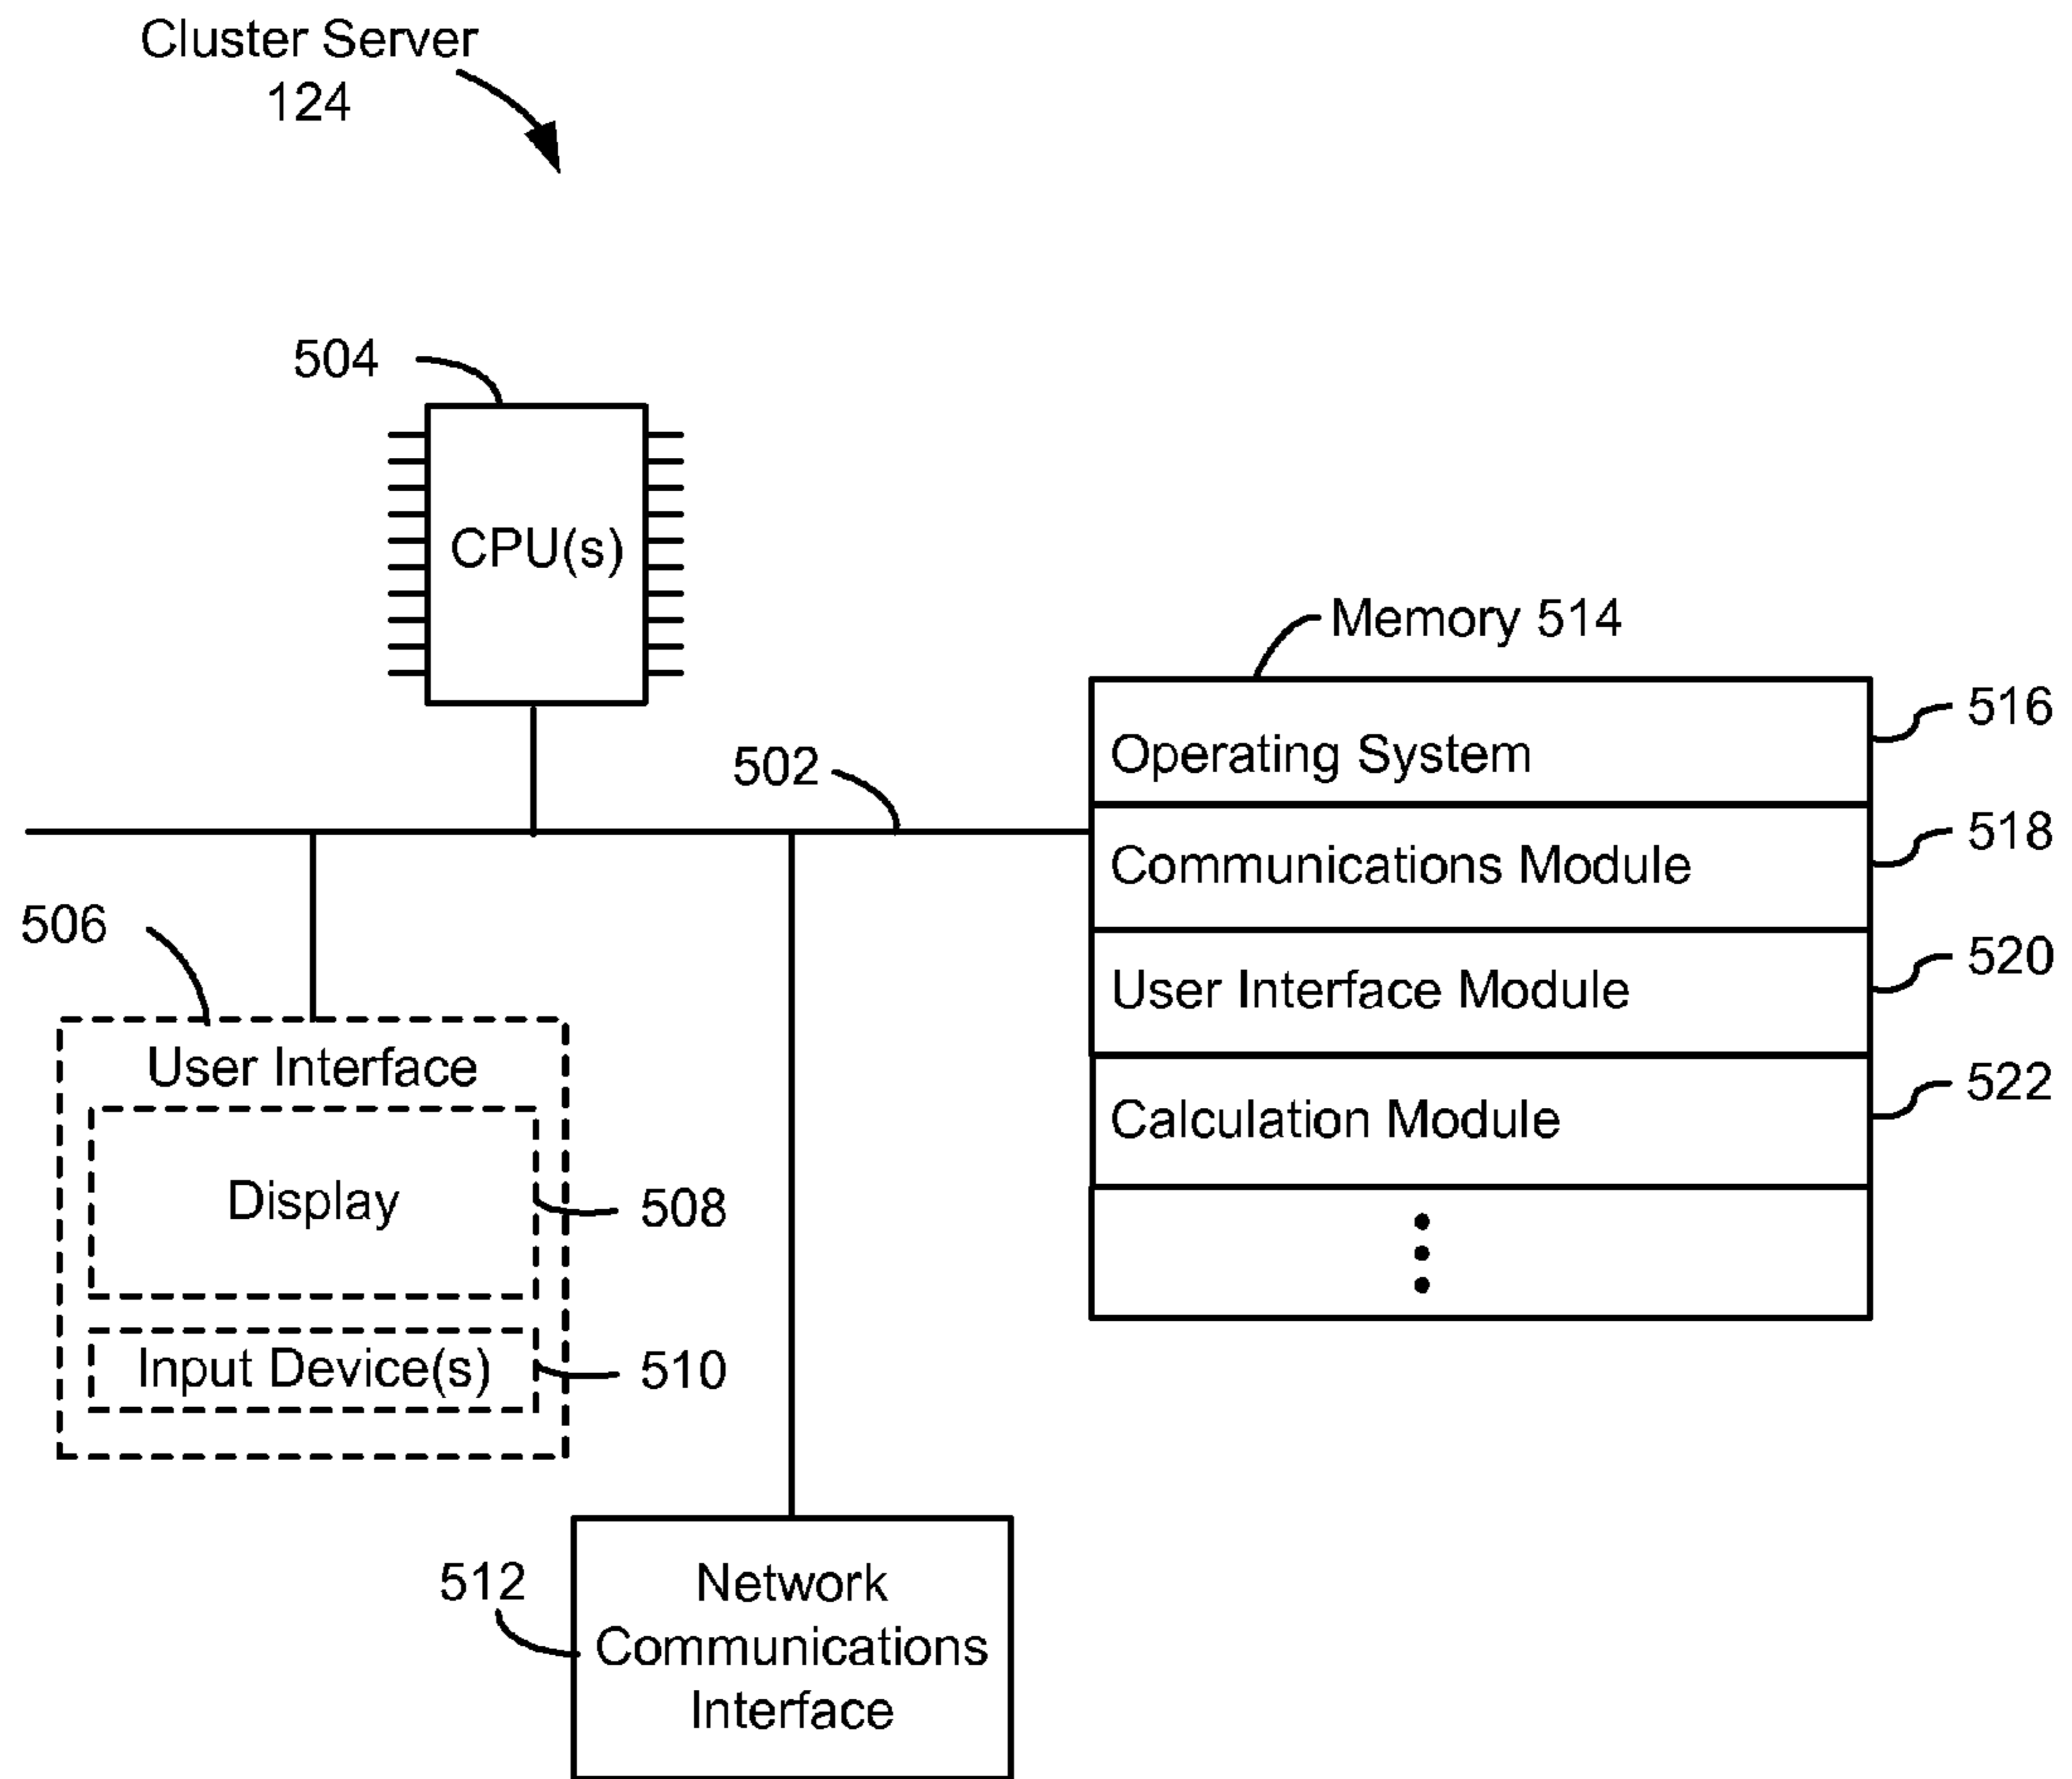 Cluster Server
124
504
CPU(s)
Memory 514
516
Operating System
502
518
Communications Module
506
520
User Interface Module
User Interface
522
Calculation Module
Display
508
Input Device(s)
510
512
Network
Communications
Interface